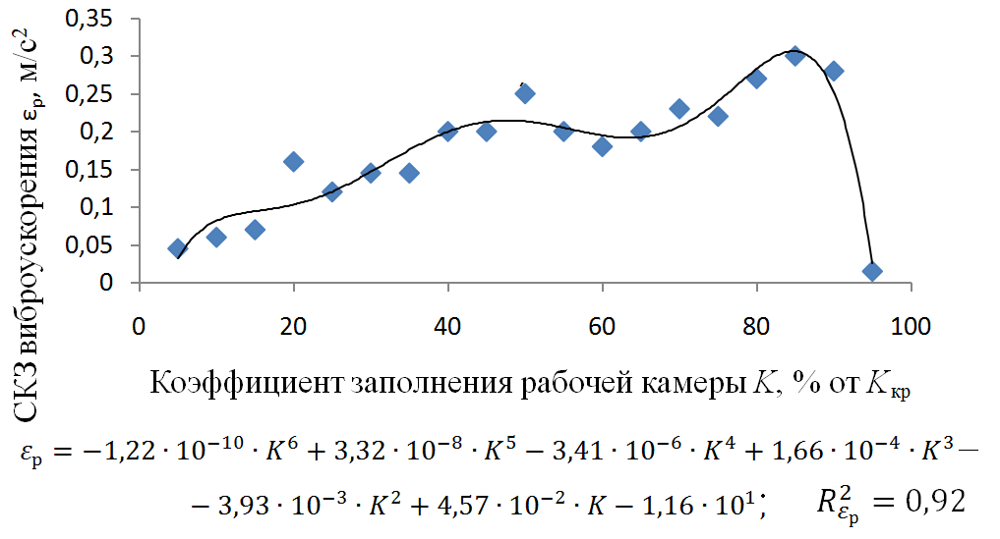 СКЗ виброускорения εр, м/с²
0,35
0,3
0,25
0,2
0,15
0,1
0,05
0
0 20 40 60 80 100
Коэффициент заполнения рабочей камеры K, % от Kкр
εр = −1,22 · 10⁻¹⁰ · K⁶ + 3,32 · 10⁻⁸ · K⁵ − 3,41 · 10⁻⁶ · K⁴ + 1,66 · 10⁻⁴ · K³ −
− 3,93 · 10⁻³ · K² + 4,57 · 10⁻² · K − 1,16 · 10¹; R²εр = 0,92